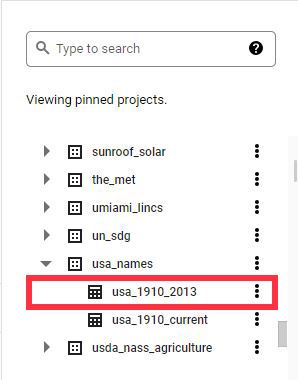 Type to search
Viewing pinned projects.
sunroof_solar
the_met
umiami_lincs
un_sdg
usa_names
usa_1910_2013
usa_1910_current
usda_nass_agriculture